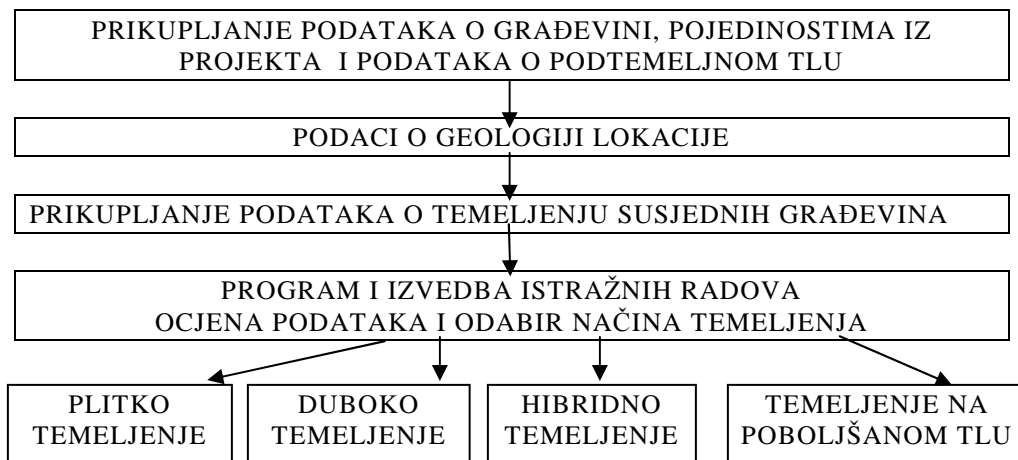 PRIKUPLJANJE PODATAKA O GRAĐEVINI, POJEDINOSTIMA IZ
PROJEKTA I PODATAKA O PODTEMELJNOM TLU
PODACI O GEOLOGIJI LOKACIJE
PRIKUPLJANJE PODATAKA O TEMELJENJU SUSJEDNIH GRAĐEVINA
PROGRAM I IZVEDBA ISTRAŽNIH RADOVA
OCJENA PODATAKA I ODABIR NAČINA TEMELJENJA
PLITKO
TEMELJENJE
DUBOKO
TEMELJENJE
HIBRIDNO
TEMELJENJE
TEMELJENJE NA
POBOLJŠANOM TLU